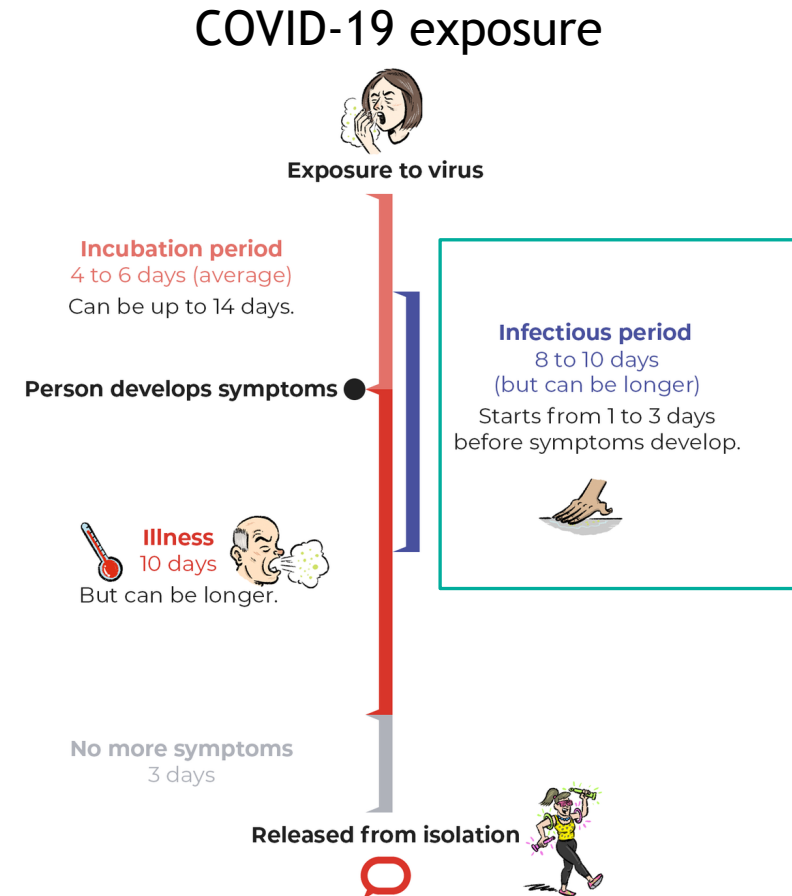 COVID-19 exposure
Exposure to virus
Incubation period
4 to 6 days (average)
Can be up to 14 days.
Infectious period
8 to 10 days
(but can be longer)
Starts from 1 to 3 days
before symptoms develop.
Person develops symptoms
Illness
10 days
But can be longer.
No more symptoms
3 days
Released from isolation